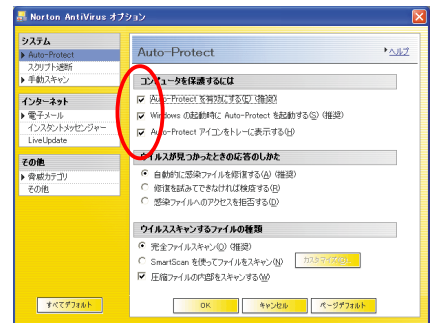 Norton AntiVirus オプション
システム
Auto-Protect
スクリプト遮断
手動スキャン
インターネット
電子メール
インスタントメッセンジャー
LiveUpdate
その他
脅威カテゴリ
その他
すべてデフォルト
Auto-Protect
ヘルプ
コンピュータを保護するには
Auto-Protect を有効にする(E) (推奨)
Windows の起動時に Auto-Protect を起動する(S) (推奨)
Auto-Protect アイコンをトレーに表示する(H)
ウイルスが見つかったときの応答のしかた
自動的に感染ファイルを修復する(A) (推奨)
修復を試みてできなければ検疫する(R)
感染ファイルへのアクセスを拒否する(D)
ウイルススキャンするファイルの種類
完全ファイルスキャン(O) (推奨)
SmartScan を使ってファイルをスキャン(N)
カスタマイズ(Z)...
圧縮ファイルの内部をスキャンする(W)
OK
キャンセル
ページデフォルト